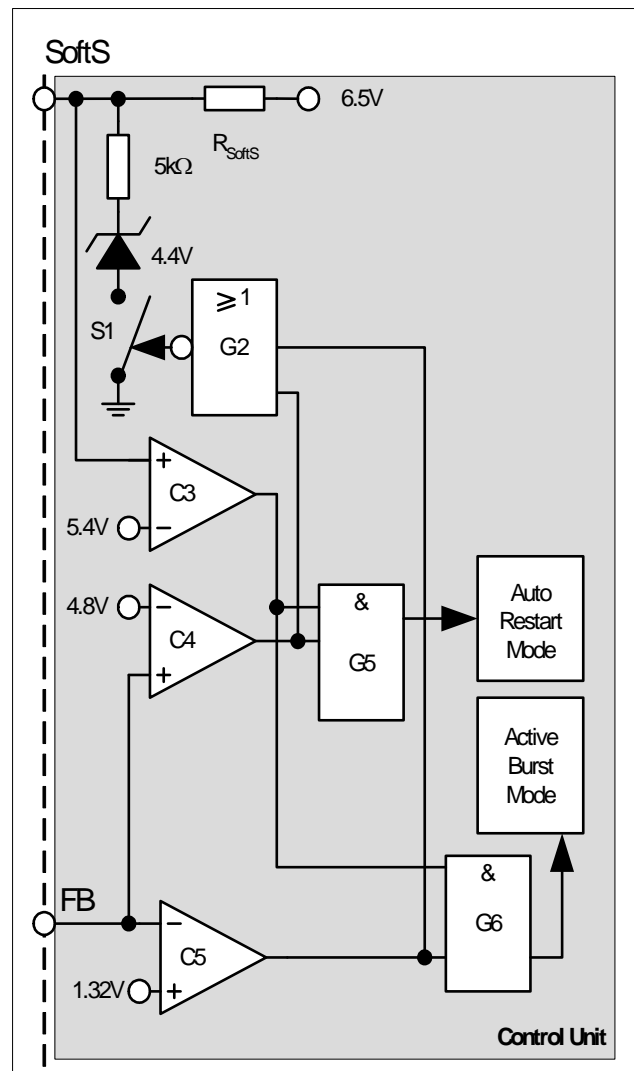 SoftS
6.5V
R SoftS
5kΩ
4.4V
≥1
G2
S1
+
C3
5.4V
−
4.8V
−
C4
+
&
G5
Auto
Restart
Mode
Active
Burst
Mode
FB
−
C5
1.32V
+
&
G6
Control Unit